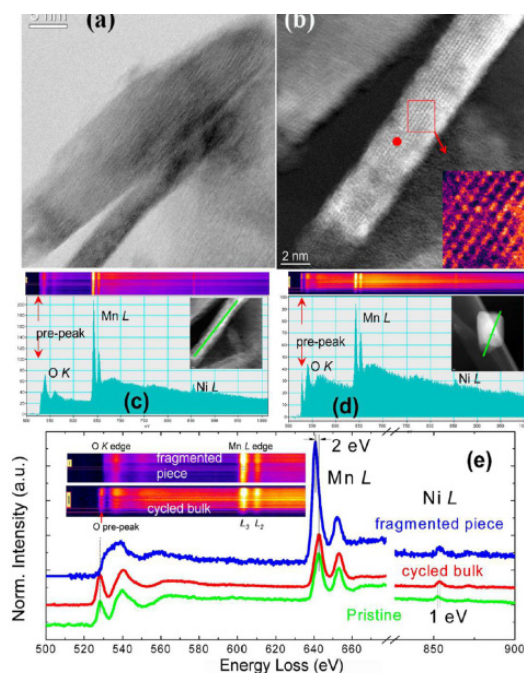 5 nm
(a)
(b)
2 nm
pre-peak
Mn L
O K
(c)
Ni L
pre-peak
Mn L
O K
(d)
Ni L
O K edge
Mn L edge
fragmented
piece
cycled bulk
O pre-peak
L3
L2
2 eV
Mn L
(e)
Ni L
fragmented piece
cycled bulk
Pristine
1 eV
Norm. Intensity (a.u.)
500 520 540 560 580 600 620 640 660 850 900
Energy Loss (eV)